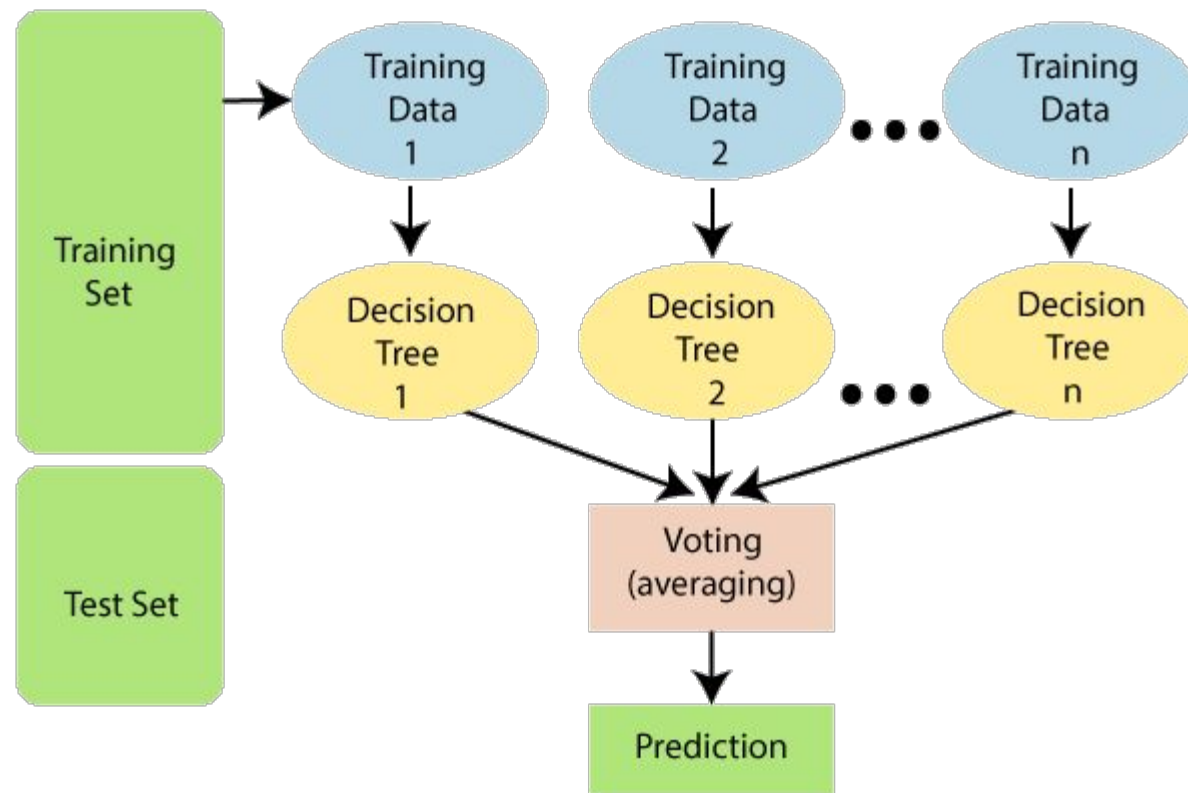 Training
Set
Test Set
Training
Data
1
Training
Data
2
Training
Data
n
Decision
Tree
1
Decision
Tree
2
Decision
Tree
n
Voting
(averaging)
Prediction